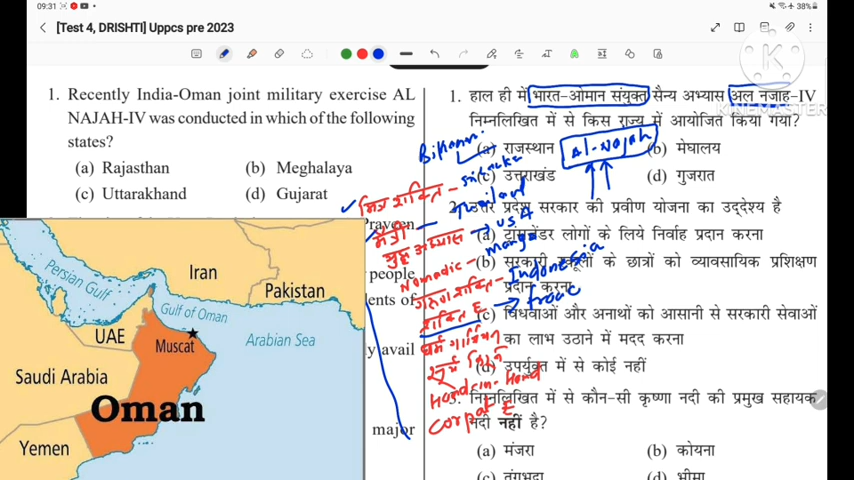 09:31
38%
[Test 4, DRISHTI] Uppcs pre 2023
K
KINEMASTER
1. Recently India-Oman joint military exercise AL
NAJAH-IV was conducted in which of the following
states?
(a) Rajasthan (b) Meghalaya
(c) Uttarakhand (d) Gujarat
Praveen
people
ents of
ly avail
major
Iran
Persian Gulf
Pakistan
Gulf of Oman
UAE
Muscat
Arabian Sea
Saudi Arabia
Oman
Yemen
1. हाल ही में भारत-ओमान संयुक्त सैन्य अभ्यास अल नजाह-IV
निम्नलिखित में से किस राज्य में आयोजित किया गया?
(a) राजस्थान (b) मेघालय
(c) उत्तराखंड (d) गुजरात
2. उत्तर प्रदेश सरकार की प्रवीण योजना का उद्देश्य है
(a) ट्रांसजेंडर लोगों के लिये निर्वाह प्रदान करना
(b) सरकारी स्कूलों के छात्रों को व्यावसायिक प्रशिक्षण
प्रदान करना
(c) विधवाओं और अनाथों को आसानी से सरकारी सेवाओं
का लाभ उठाने में मदद करना
(d) उपर्युक्त में से कोई नहीं
3. निम्नलिखित में से कौन-सी कृष्णा नदी की प्रमुख सहायक
नदी नहीं है?
(a) मंजरा (b) कोयना
(c) तुंगभद्रा (d) भीमा
Al-Najah
मित्र शक्ति -
मैत्री -
युद्ध अभ्यास → USA
Nomadic -
गरुण शक्ति - Indonesia
शक्ति E →
धर्म गार्जियन
Hand-in-Hand
Corpat E